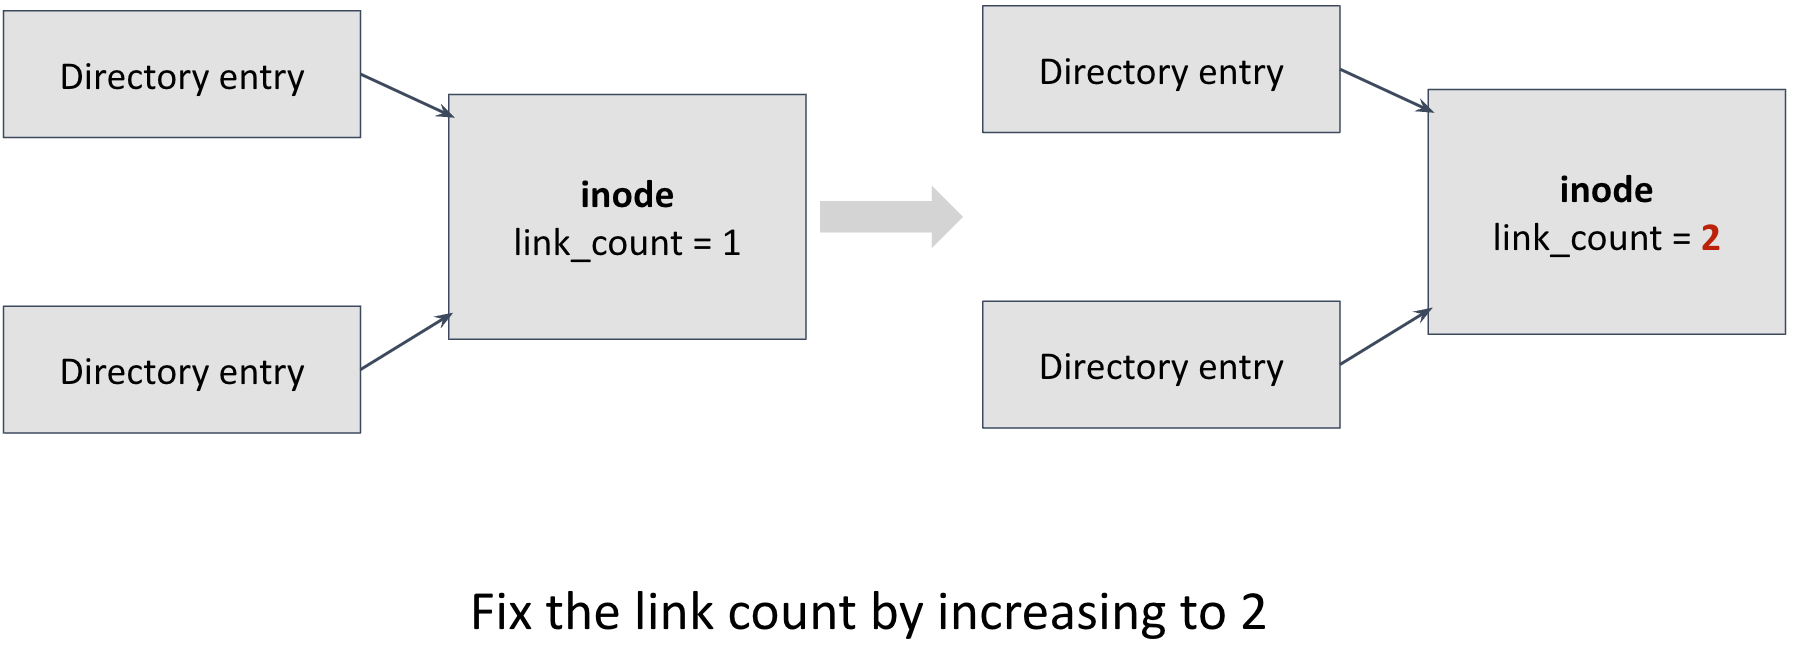 Directory entry
inode
link_count = 1
Directory entry
Directory entry
inode
link_count = 2
Directory entry
Fix the link count by increasing to 2